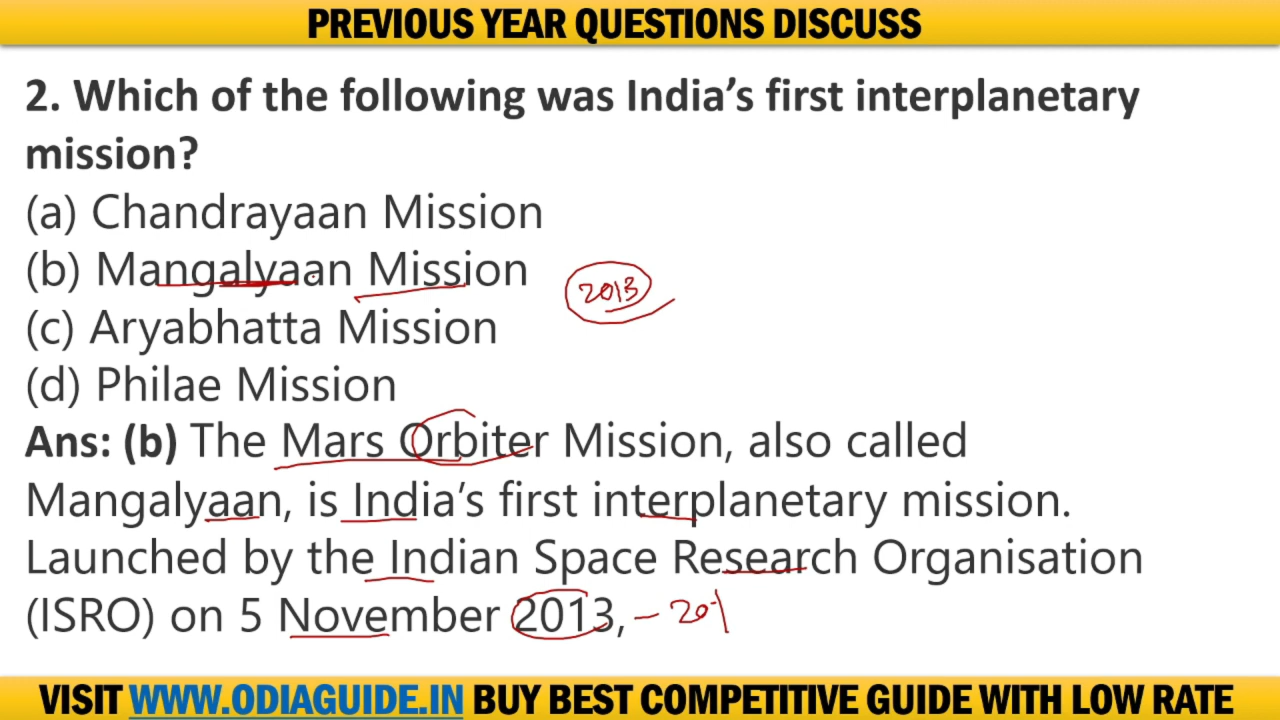 PREVIOUS YEAR QUESTIONS DISCUSS
2. Which of the following was India’s first interplanetary
mission?
(a) Chandrayaan Mission
(b) Mangalyaan Mission
2013
(c) Aryabhatta Mission
(d) Philae Mission
Ans: (b) The Mars Orbiter Mission, also called
Mangalyaan, is India’s first interplanetary mission.
Launched by the Indian Space Research Organisation
(ISRO) on 5 November 2013,
VISIT WWW.ODIAGUIDE.IN BUY BEST COMPETITIVE GUIDE WITH LOW RATE